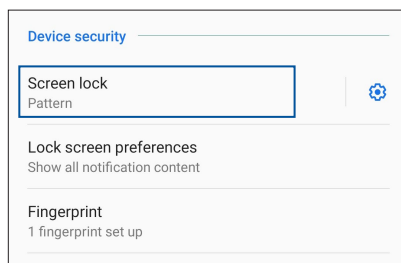 Device security
Screen lock
Pattern
Lock screen preferences
Show all notification content
Fingerprint
1 fingerprint set up